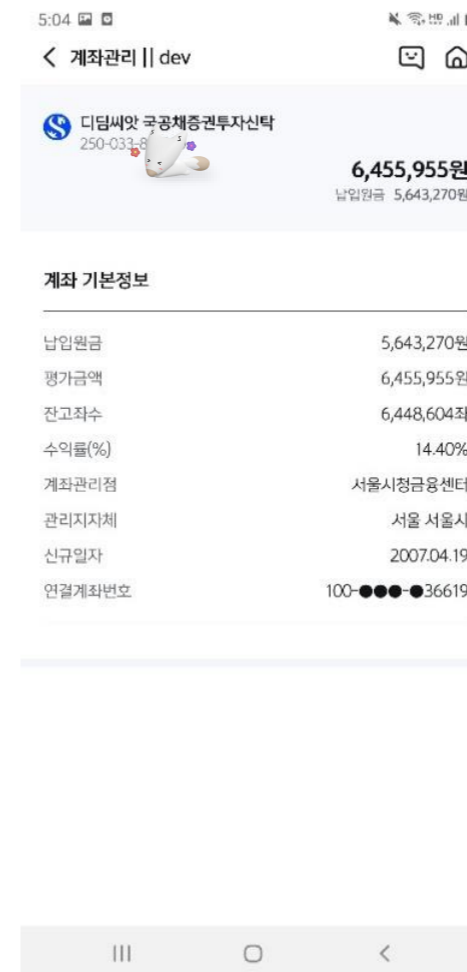 5:04
계좌관리 || dev
디딤씨앗 국공채증권투자신탁
250-033-8
6,455,955원
납입원금 5,643,270원
계좌 기본정보
납입원금 5,643,270원
평가금액 6,455,955원
잔고좌수 6,448,604좌
수익률(%) 14.40%
계좌관리점 서울시청금융센터
관리지자체 서울 서울시
신규일자 2007.04.19
연결계좌번호 100-●●●-●36619